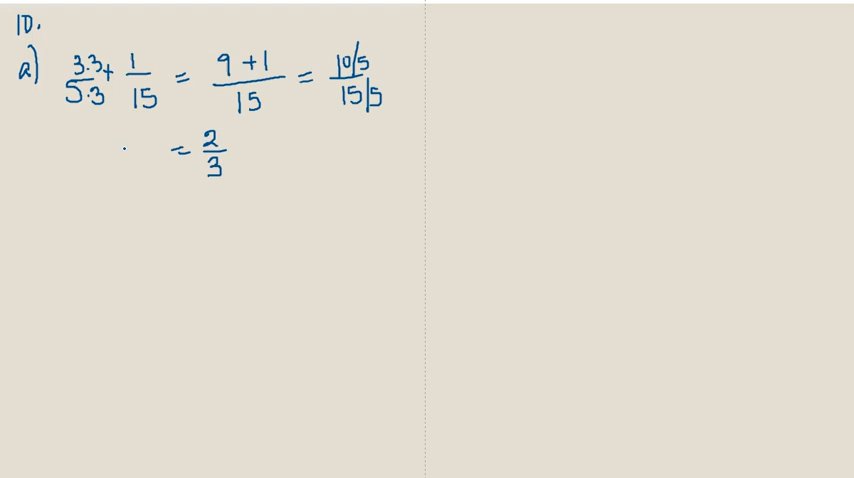 10.
a) 3.3/5.3 + 1/15 = 9+1/15 = 10/5/15/5
= 2/3